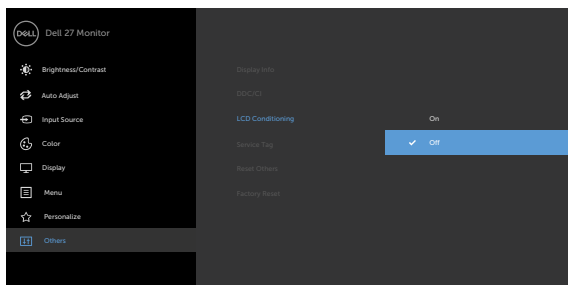 DELL Dell 27 Monitor
Brightness/Contrast
Auto Adjust
Input Source
Color
Display
Menu
Personalize
Others
Display Info
DDC/CI
LCD Conditioning
Service Tag
Reset Others
Factory Reset
On
Off